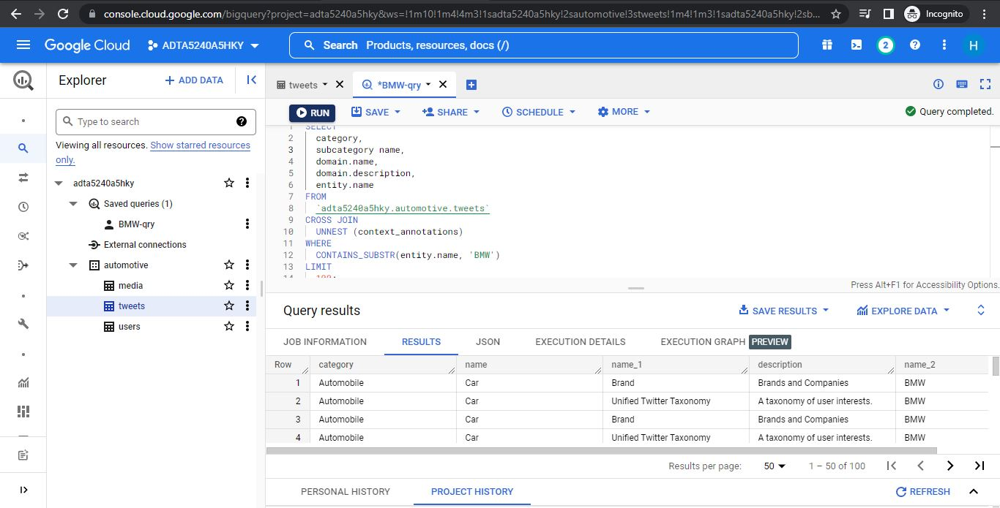 console.cloud.google.com/bigquery?project=adta5240a5hky&ws=!1m10!1m4!4m3!1sadta5240a5hky!2sautomotive!3stweets!1m4!1m3!1sadta5240a5hky!2sb... Incognito
Google Cloud ADTA5240A5HKY Search Products, resources, docs (/) 2 ? H
Explorer + ADD DATA
tweets *BMW-qry
RUN SAVE SHARE SCHEDULE MORE Query completed.
Type to search
Viewing all resources. Show starred resources
only.
adta5240a5hky
Saved queries (1)
BMW-qry
External connections
automotive
media
tweets
users
1 SELECT
2 category,
3 subcategory name,
4 domain.name,
5 domain.description,
6 entity.name
7 FROM
8 `adta5240a5hky.automotive.tweets`
9 CROSS JOIN
10 UNNEST (context_annotations)
11 WHERE
12 CONTAINS_SUBSTR(entity.name, 'BMW')
13 LIMIT
14 100;
Press Alt+F1 for Accessibility Options.
Query results SAVE RESULTS EXPLORE DATA
JOB INFORMATION RESULTS JSON EXECUTION DETAILS EXECUTION GRAPH PREVIEW
Row category name name_1 description name_2
1 Automobile Car Brand Brands and Companies BMW
2 Automobile Car Unified Twitter Taxonomy A taxonomy of user interests. BMW
3 Automobile Car Brand Brands and Companies BMW
4 Automobile Car Unified Twitter Taxonomy A taxonomy of user interests. BMW
Results per page: 50 1 – 50 of 100
PERSONAL HISTORY PROJECT HISTORY REFRESH